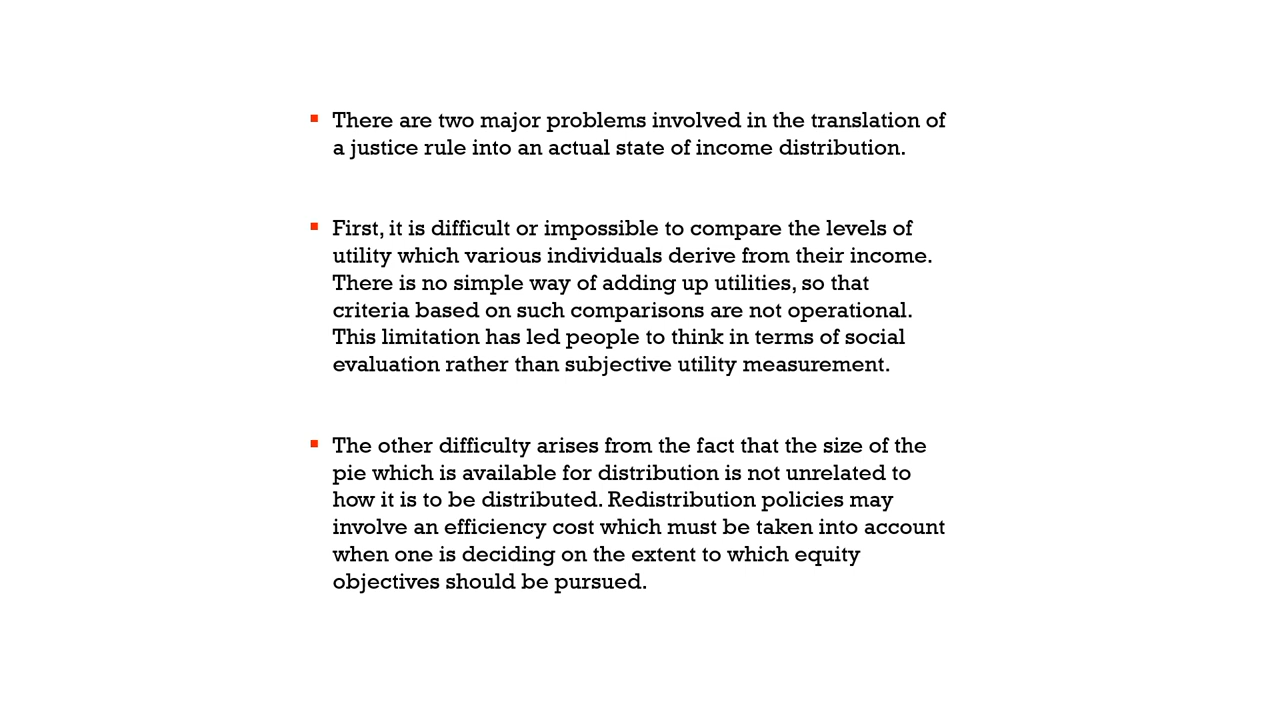 ▪ There are two major problems involved in the translation of
a justice rule into an actual state of income distribution.
▪ First, it is difficult or impossible to compare the levels of
utility which various individuals derive from their income.
There is no simple way of adding up utilities, so that
criteria based on such comparisons are not operational.
This limitation has led people to think in terms of social
evaluation rather than subjective utility measurement.
▪ The other difficulty arises from the fact that the size of the
pie which is available for distribution is not unrelated to
how it is to be distributed. Redistribution policies may
involve an efficiency cost which must be taken into account
when one is deciding on the extent to which equity
objectives should be pursued.